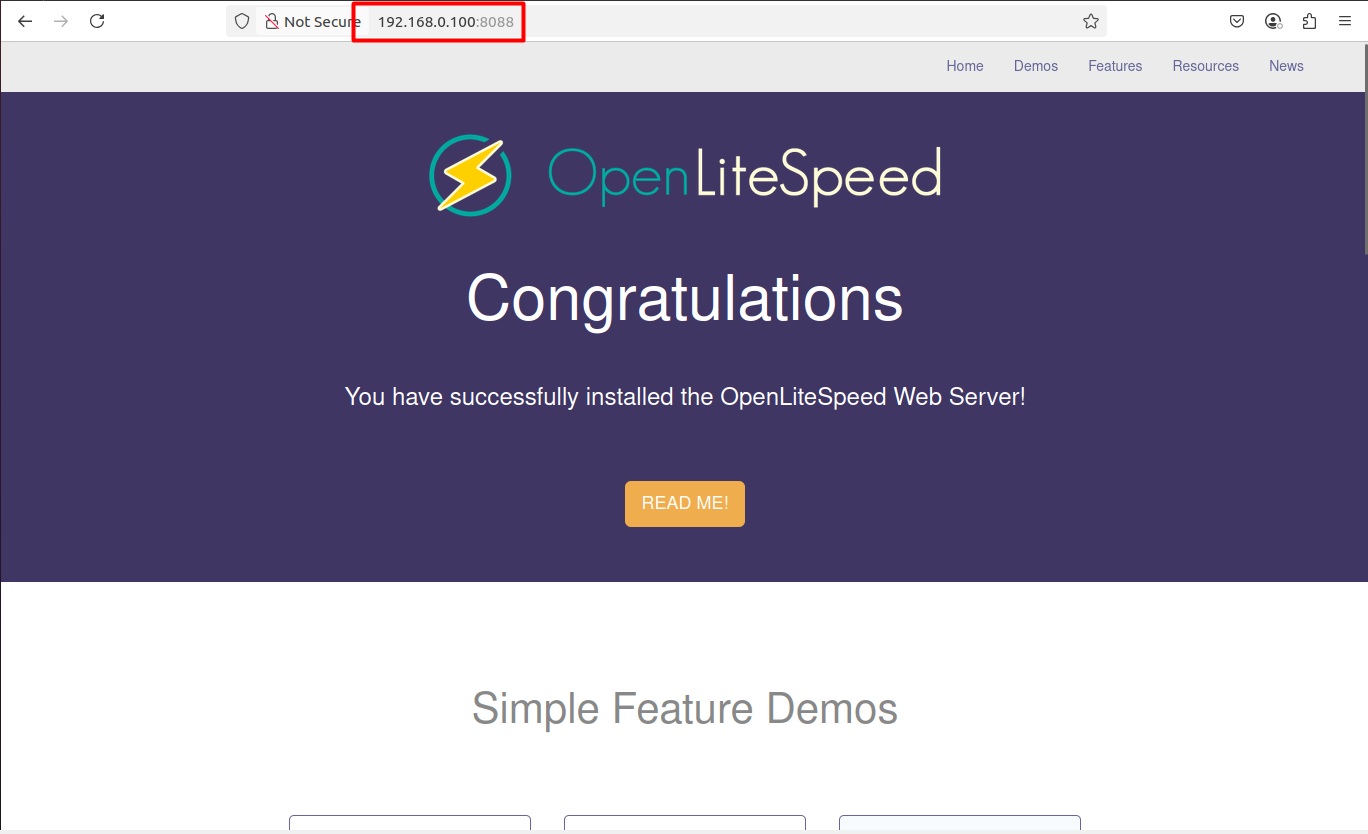 Not Secure 192.168.0.100:8088
Home Demos Features Resources News
OpenLiteSpeed
Congratulations
You have successfully installed the OpenLiteSpeed Web Server!
READ ME!
Simple Feature Demos